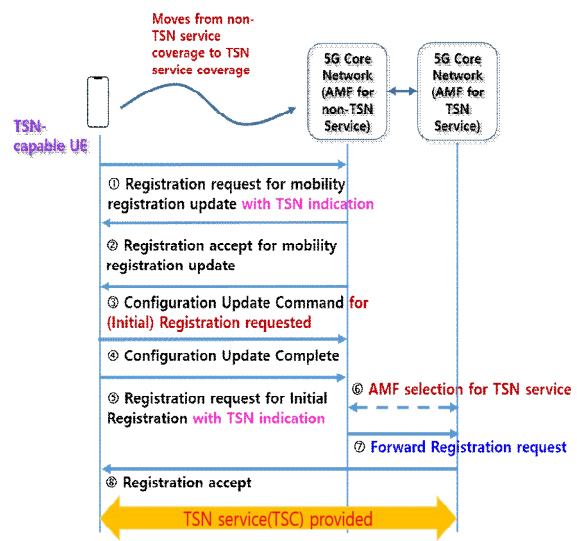 Moves from non-
TSN service
coverage to TSN
service coverage
5G Core
Network
(AMF for
non-TSN
Service)
5G Core
Network
(AMF for
TSN
Service)
TSN-
capable UE
① Registration request for mobility
registration update with TSN indication
② Registration accept for mobility
registration update
③ Configuration Update Command for
(Initial) Registration requested
④ Configuration Update Complete
⑤ Registration request for Initial
Registration with TSN indication
⑥ AMF selection for TSN service
⑦ Forward Registration request
⑧ Registration accept
TSN service(TSC) provided